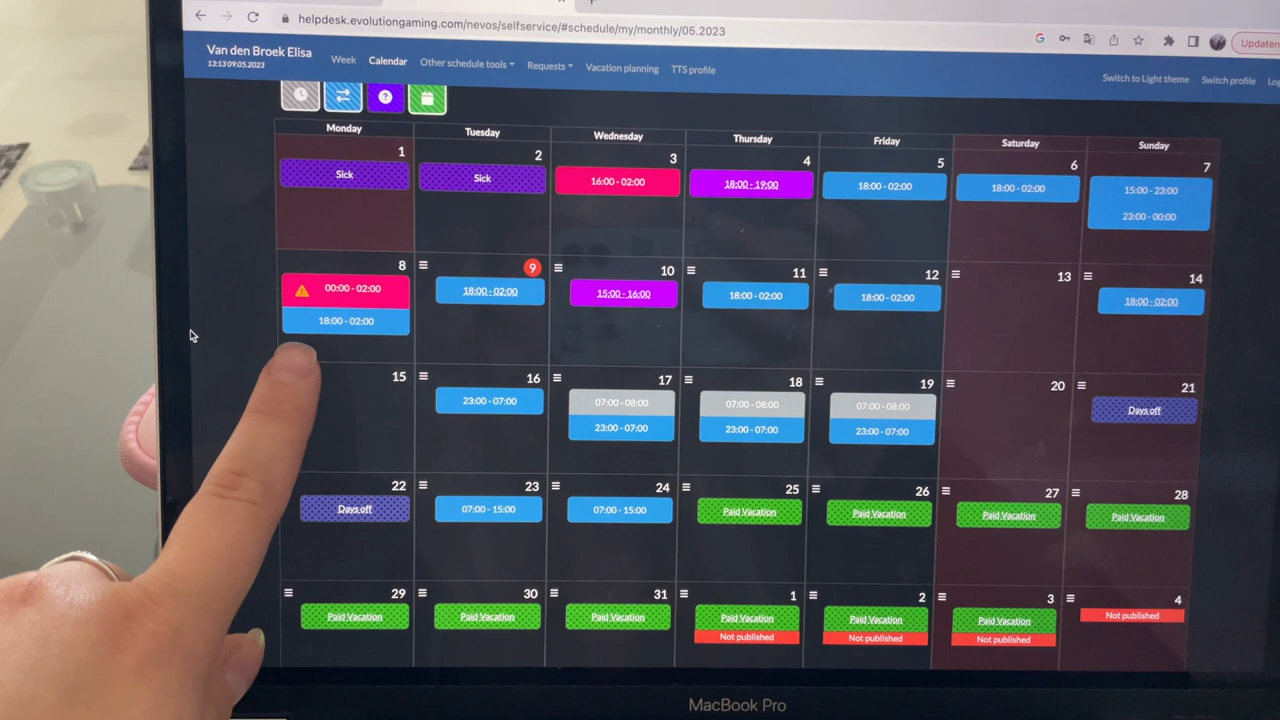 helpdesk.evolutiongaming.com/nevos/selfservice/#schedule/my/monthly/05.2023
Updaten
Van den Broek Elisa
13:13 09.05.2023
Week
Calendar
Other schedule tools
Requests
Vacation planning
TTS profile
Switch to Light theme
Switch profile
Monday Tuesday Wednesday Thursday Friday Saturday Sunday
1 2 3 4 5 6 7
Sick Sick 16:00 - 02:00 18:00 - 19:00 18:00 - 02:00 18:00 - 02:00 15:00 - 23:00
23:00 - 00:00
8 9 10 11 12 13 14
00:00 - 02:00 18:00 - 02:00 15:00 - 16:00 18:00 - 02:00 18:00 - 02:00 18:00 - 02:00
18:00 - 02:00
15 16 17 18 19 20 21
23:00 - 07:00 07:00 - 08:00 07:00 - 08:00 07:00 - 08:00 Days off
23:00 - 07:00 23:00 - 07:00 23:00 - 07:00
22 23 24 25 26 27 28
Days off 07:00 - 15:00 07:00 - 15:00 Paid Vacation Paid Vacation Paid Vacation Paid Vacation
29 30 31 1 2 3 4
Paid Vacation Paid Vacation Paid Vacation Paid Vacation Paid Vacation Paid Vacation Not published
Not published Not published Not published
MacBook Pro